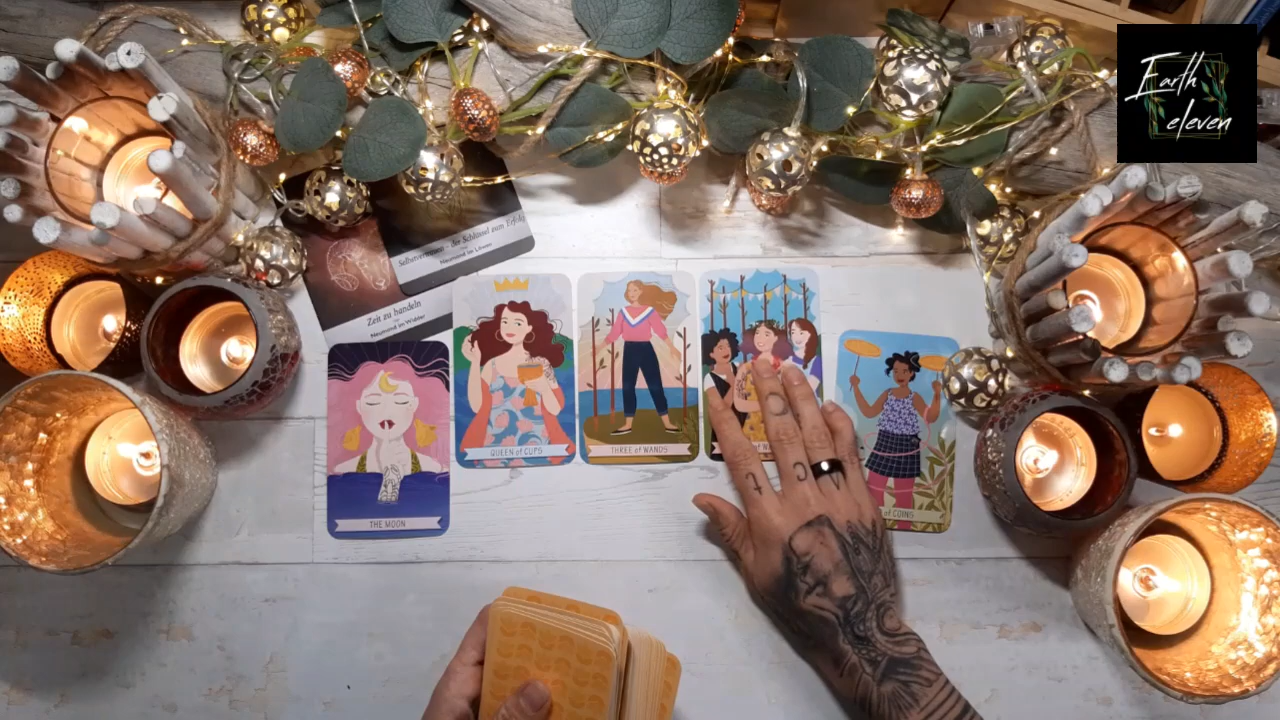 Earth
eleven
Selbstvertrauen - der Schlüssel zum Erfolg
Neumond im Löwen
Zeit zu handeln
Neumond im Widder
QUEEN of CUPS
THREE of WANDS
of
THE MOON
of COINS